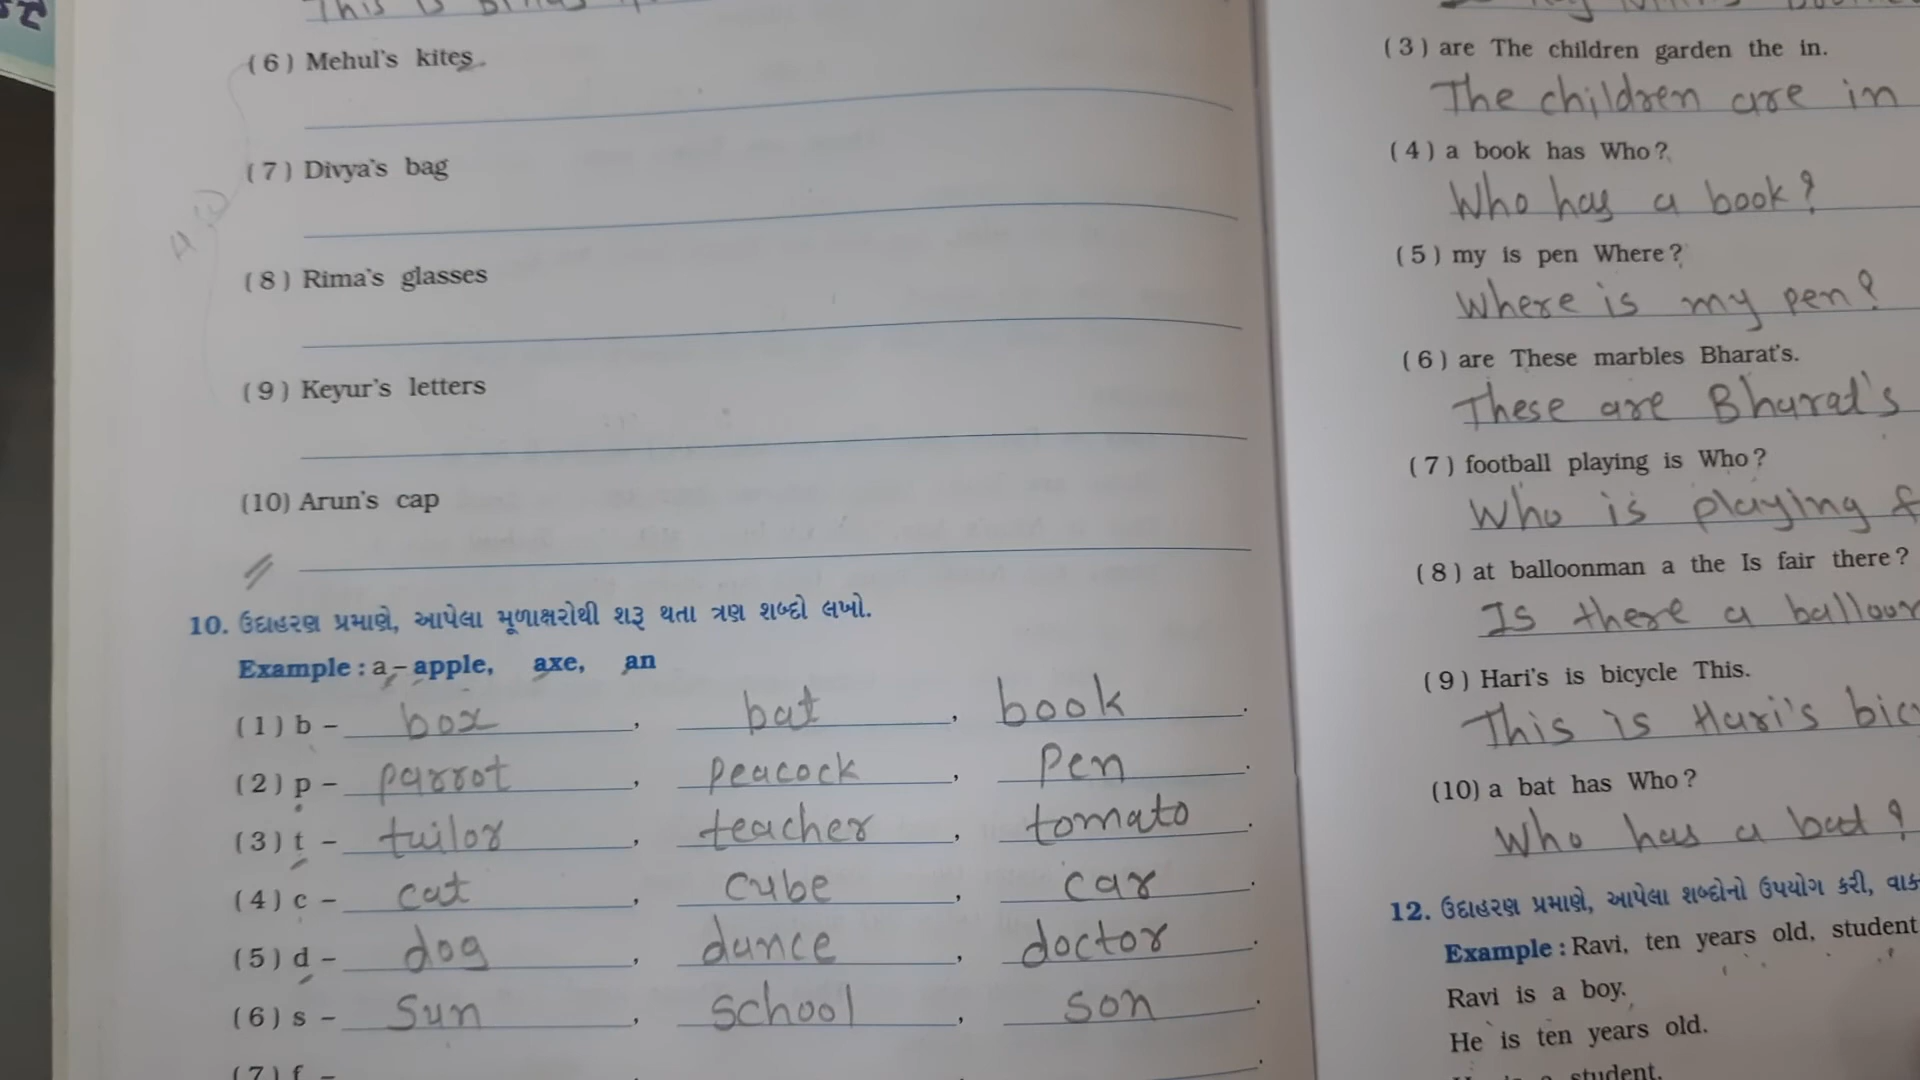 This is
(6) Mehul's kites.
(7) Divya's bag
(8) Rima's glasses
(9) Keyur's letters
(10) Arun's cap
10. ઉદાહરણ પ્રમાણે, આપેલા મૂળાક્ષરોથી શરૂ થતા ત્રણ શબ્દો લખો.
Example : a – apple, axe, an
(1) b – box, bat, book.
(2) p – parrot, peacock, pen.
(3) t – tailor, teacher, tomato.
(4) c – cat, cube, car.
(5) d – dog, dance, doctor.
(6) s – sun, school, son.
(7) f –
(3) are The children garden the in.
The children are in
(4) a book has Who?
Who has a book?
(5) my is pen Where?
Where is my pen?
(6) are These marbles Bharat's.
These are Bharat's
(7) football playing is Who?
Who is playing f
(8) at balloonman a the Is fair there?
Is there a balloon
(9) Hari's is bicycle This.
This is Hari's bic
(10) a bat has Who?
Who has a bat?
12. ઉદાહરણ પ્રમાણે, આપેલા શબ્દોનો ઉપયોગ કરી, વાક
Example : Ravi, ten years old, student
Ravi is a boy.
He is ten years old.
student.